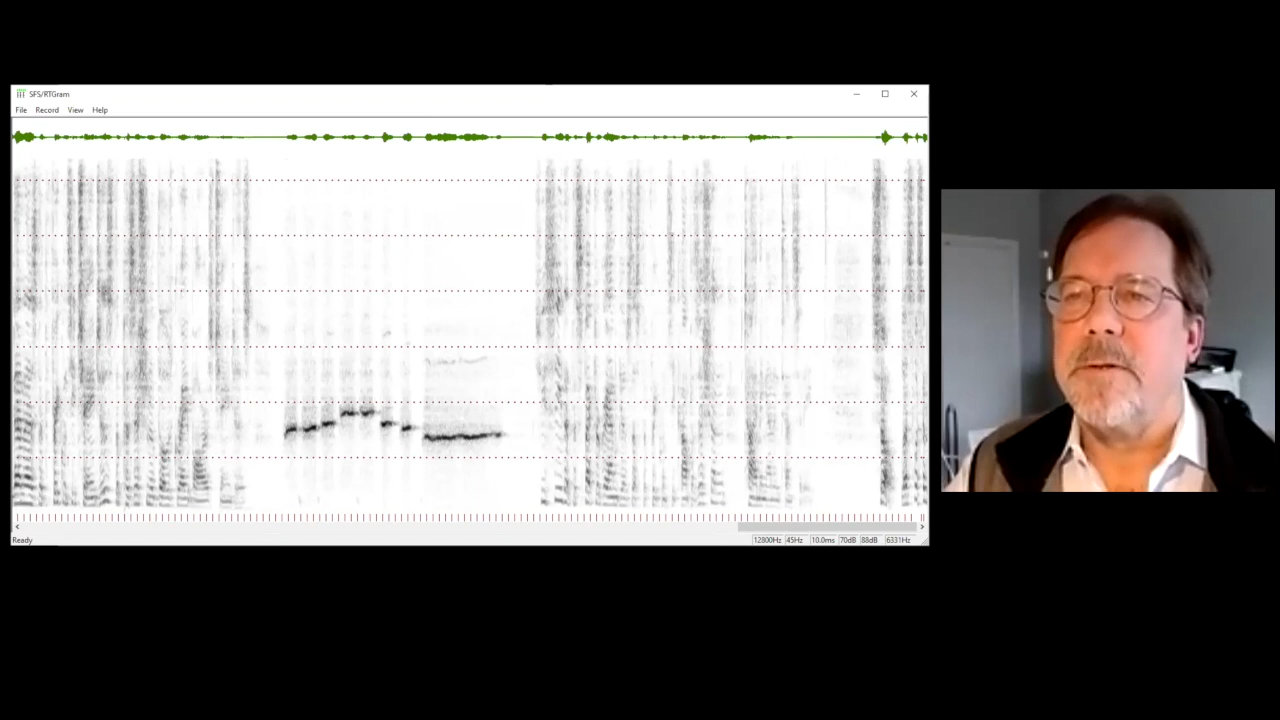 SFS/RTGram
File Record View Help
Ready 12800Hz 45Hz 10.0ms 70dB 88dB 6331Hz